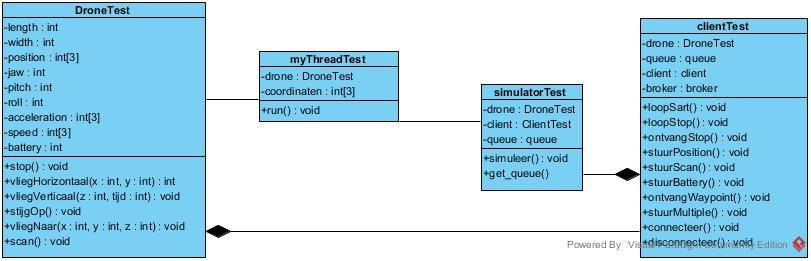 DroneTest
-length : int
-width : int
-position : int[3]
-jaw : int
-pitch : int
-roll : int
-acceleration : int[3]
-speed : int[3]
-battery : int
+stop() : void
+vliegHorizontaal(x : int, y : int) : int
+vliegVerticaal(z : int, tijd : int) : void
+stijgOp() : void
+vliegNaar(x : int, y : int, z : int) : void
+scan() : void
myThreadTest
-drone : DroneTest
-coordinaten : int[3]
+run() : void
simulatorTest
-drone : DroneTest
-client : ClientTest
-queue : queue
+simuleer() : void
+get_queue()
clientTest
-drone : DroneTest
-queue : queue
-client : client
-broker : broker
+loopSart() : void
+loopStop() : void
+ontvangStop() : void
+stuurPosition() : void
+stuurScan() : void
+stuurBattery() : void
+ontvangWaypoint() : void
+stuurMultiple() : void
+connecteer() : void
+disconnecteer() : void
Powered By Visual Paradigm Community Edition